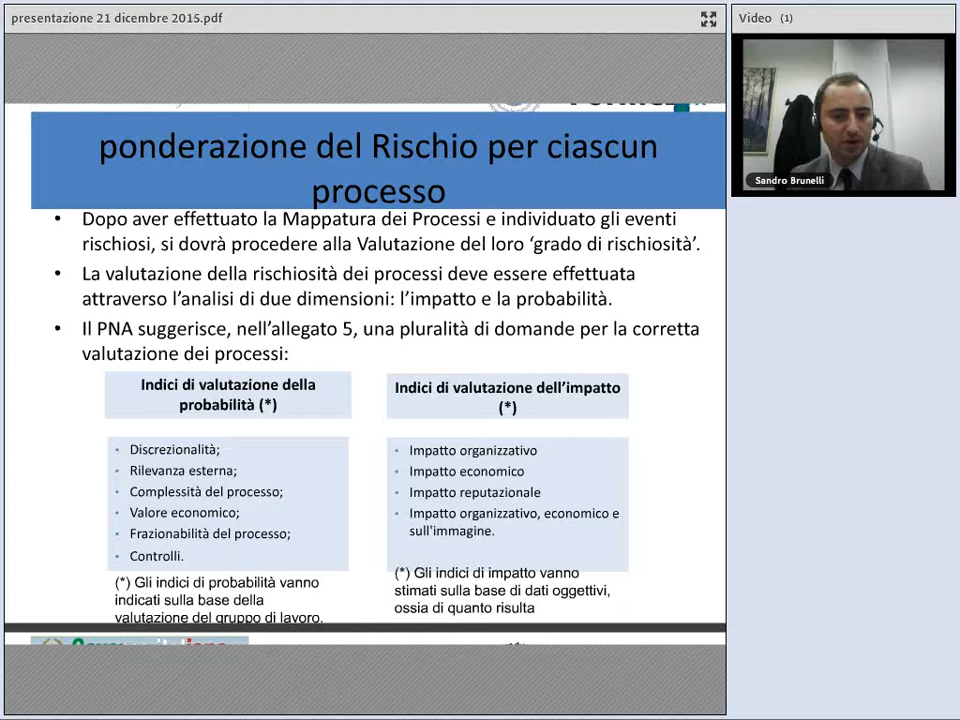 presentazione 21 dicembre 2015.pdf
Video (1)
Sandro Brunelli
ponderazione del Rischio per ciascun
processo
• Dopo aver effettuato la Mappatura dei Processi e individuato gli eventi
rischiosi, si dovrà procedere alla Valutazione del loro ‘grado di rischiosità’.
• La valutazione della rischiosità dei processi deve essere effettuata
attraverso l’analisi di due dimensioni: l’impatto e la probabilità.
• Il PNA suggerisce, nell’allegato 5, una pluralità di domande per la corretta
valutazione dei processi:
Indici di valutazione della
probabilità (*)
• Discrezionalità;
• Rilevanza esterna;
• Complessità del processo;
• Valore economico;
• Frazionabilità del processo;
• Controlli.
(*) Gli indici di probabilità vanno
indicati sulla base della
valutazione del gruppo di lavoro.
Indici di valutazione dell’impatto
(*)
• Impatto organizzativo
• Impatto economico
• Impatto reputazionale
• Impatto organizzativo, economico e
sull'immagine.
(*) Gli indici di impatto vanno
stimati sulla base di dati oggettivi,
ossia di quanto risulta